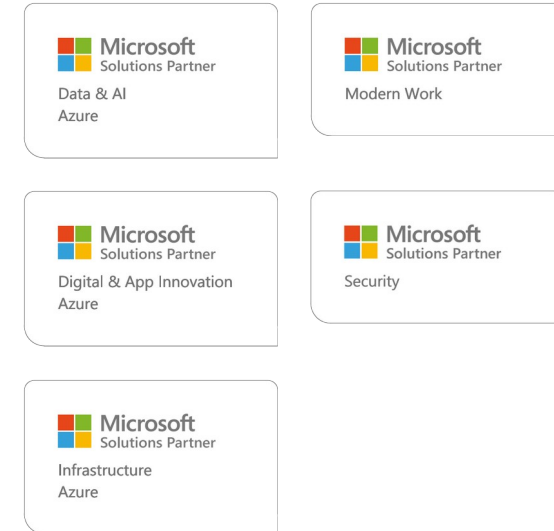 Microsoft
Solutions Partner
Data & AI
Azure
Microsoft
Solutions Partner
Modern Work
Microsoft
Solutions Partner
Digital & App Innovation
Azure
Microsoft
Solutions Partner
Security
Microsoft
Solutions Partner
Infrastructure
Azure